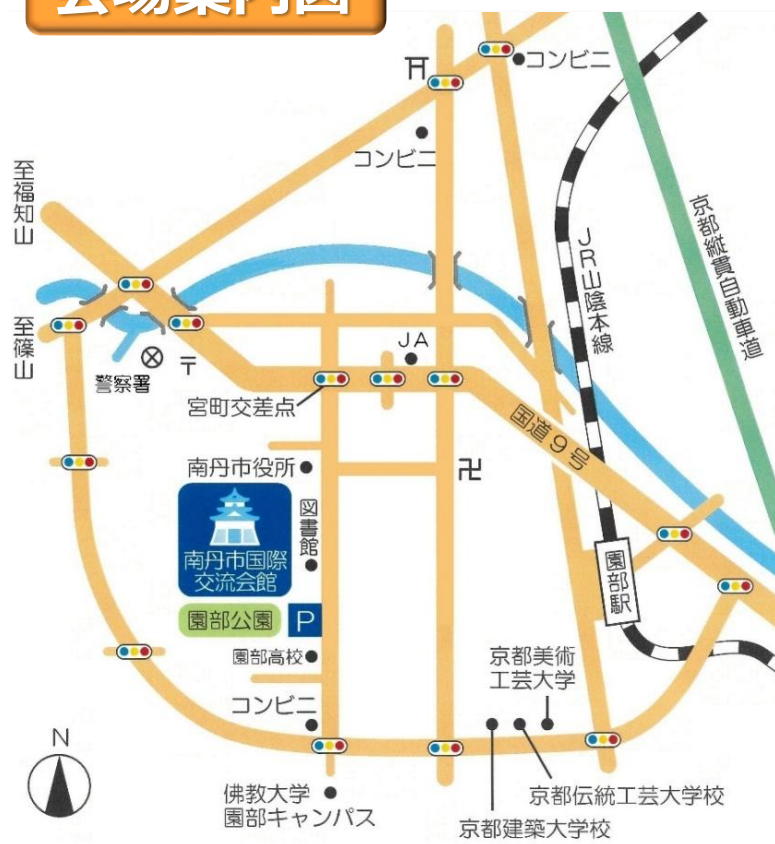 会場案内図
コンビニ
コンビニ
至福知山
京都縦貫自動車道
JR山陰本線
至篠山
JA
警察署
宮町交差点
国道9号
南丹市役所
図書館
南丹市国際
交流会館
園部駅
園部公園
P
園部高校
京都美術
工芸大学
コンビニ
N
佛教大学
園部キャンパス
京都伝統工芸大学校
京都建築大学校